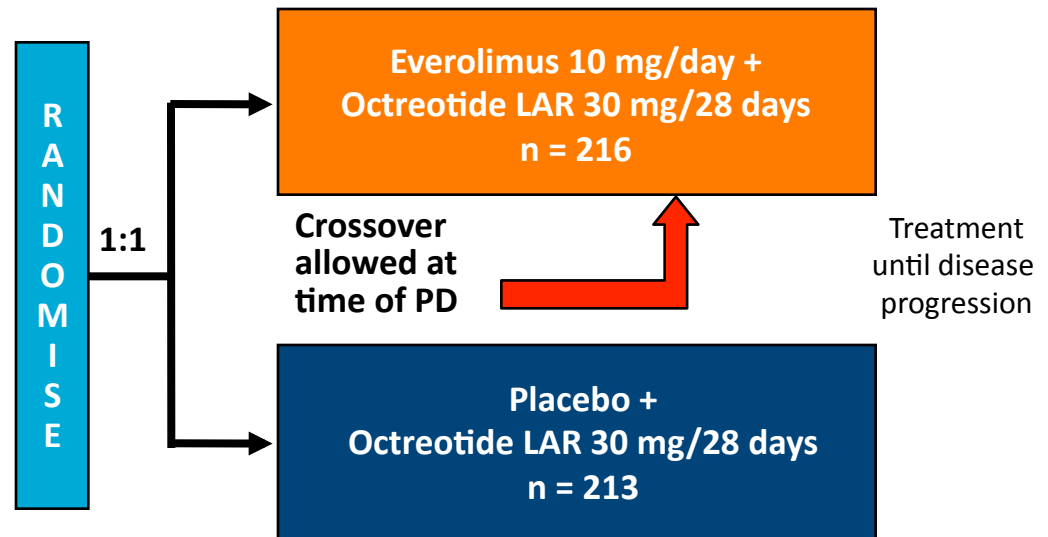 RANDOMISE
1:1
Everolimus 10 mg/day +
Octreotide LAR 30 mg/28 days
n = 216
Crossover
allowed at
time of PD
Treatment
until disease
progression
Placebo +
Octreotide LAR 30 mg/28 days
n = 213